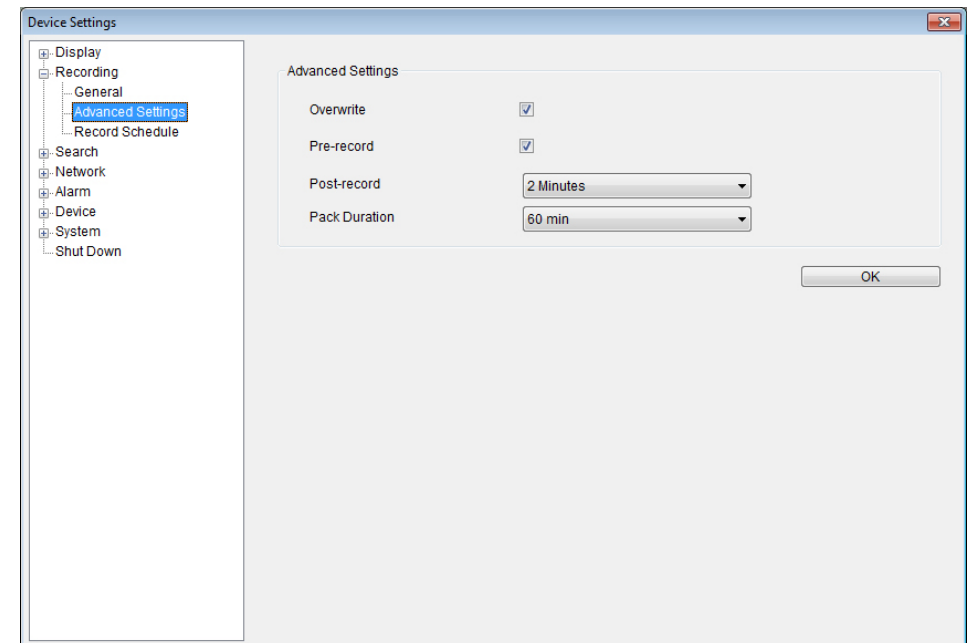 Device Settings
Display
Recording
General
Advanced Settings
Record Schedule
Search
Network
Alarm
Device
System
Shut Down
Advanced Settings
Overwrite
Pre-record
Post-record 2 Minutes
Pack Duration 60 min
OK